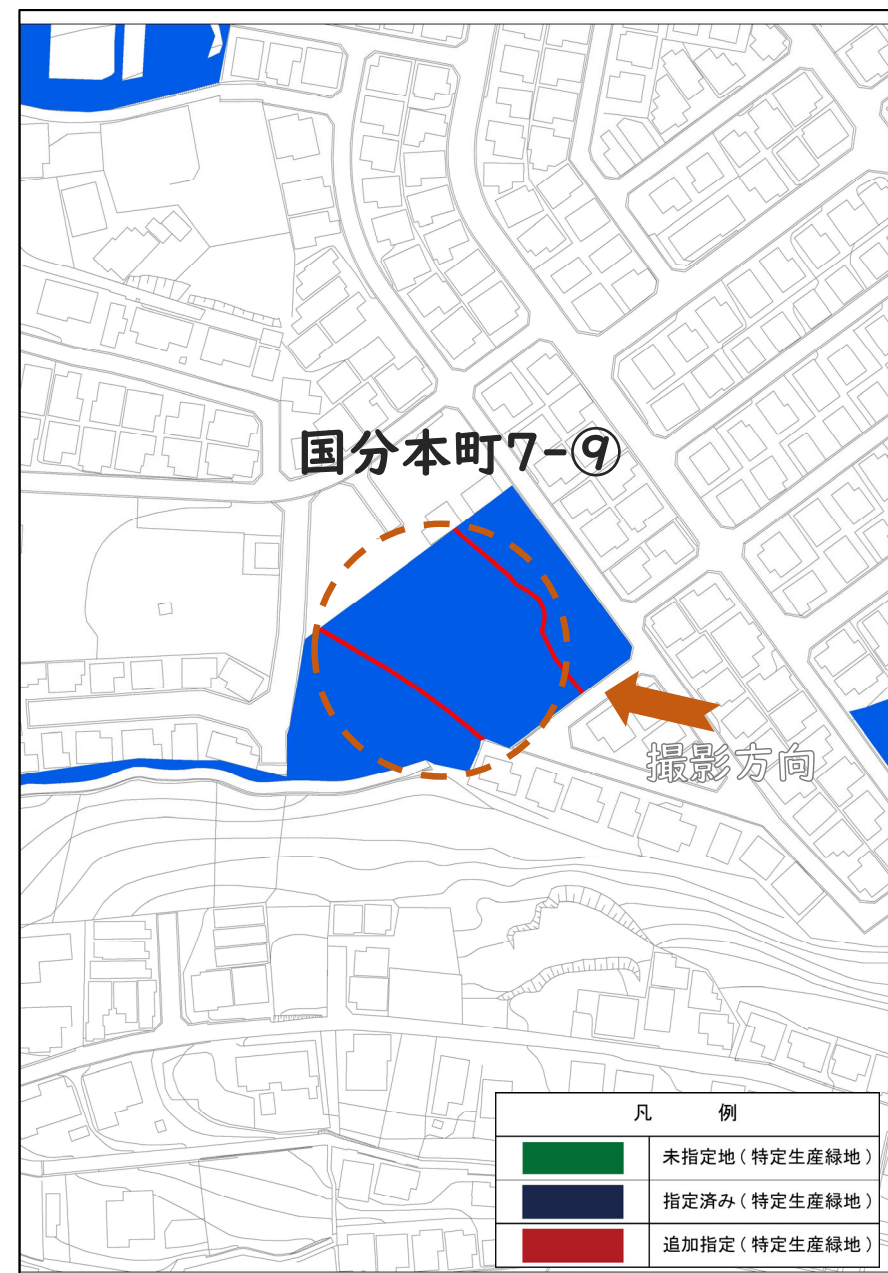 国分本町7-⑨
撮影方向
凡 例
未指定地(特定生産緑地)
指定済み(特定生産緑地)
追加指定(特定生産緑地)